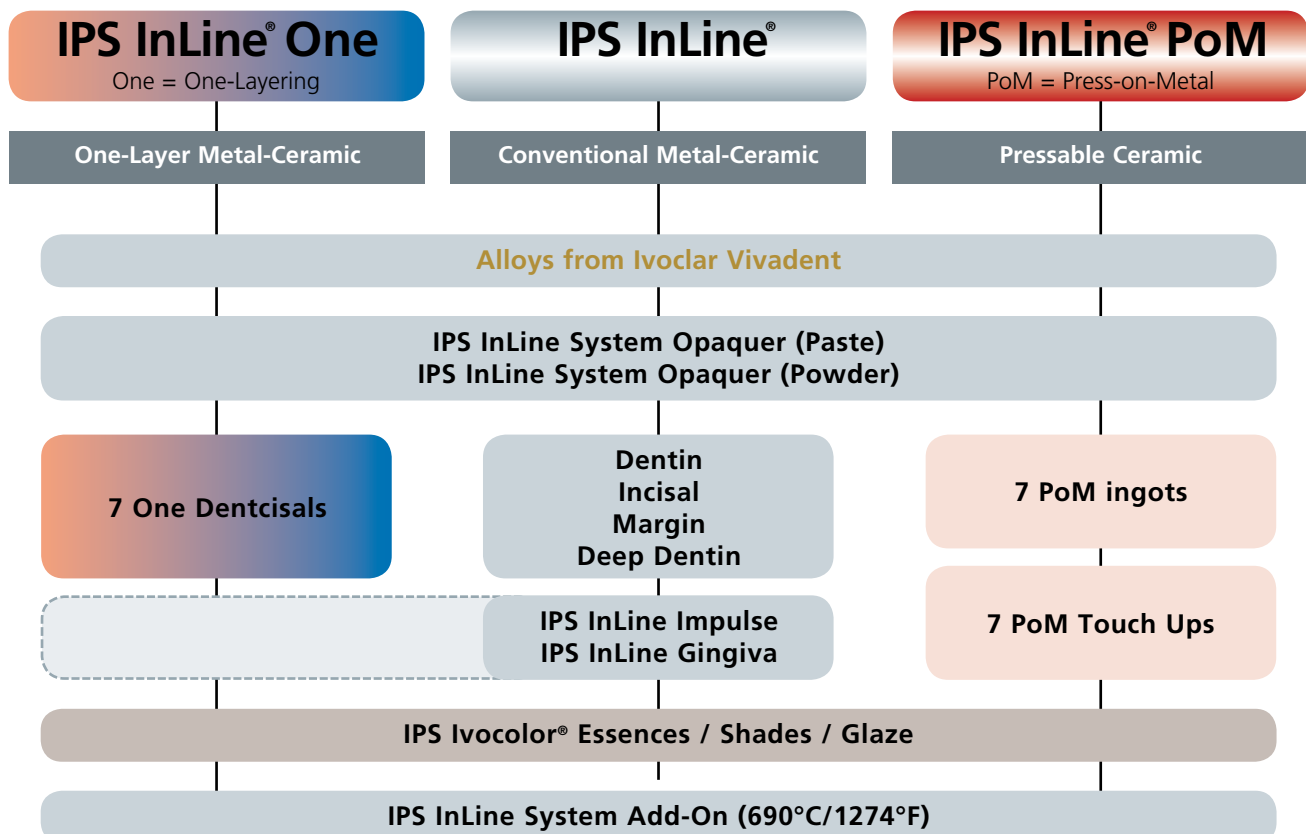 IPS InLine® One
One = One-Layering
IPS InLine®
IPS InLine® PoM
PoM = Press-on-Metal
One-Layer Metal-Ceramic
Conventional Metal-Ceramic
Pressable Ceramic
Alloys from Ivoclar Vivadent
IPS InLine System Opaquer (Paste)
IPS InLine System Opaquer (Powder)
7 One Dentcisals
Dentin
Incisal
Margin
Deep Dentin
7 PoM ingots
IPS InLine Impulse
IPS InLine Gingiva
7 PoM Touch Ups
IPS Ivocolor® Essences / Shades / Glaze
IPS InLine System Add-On (690°C/1274°F)